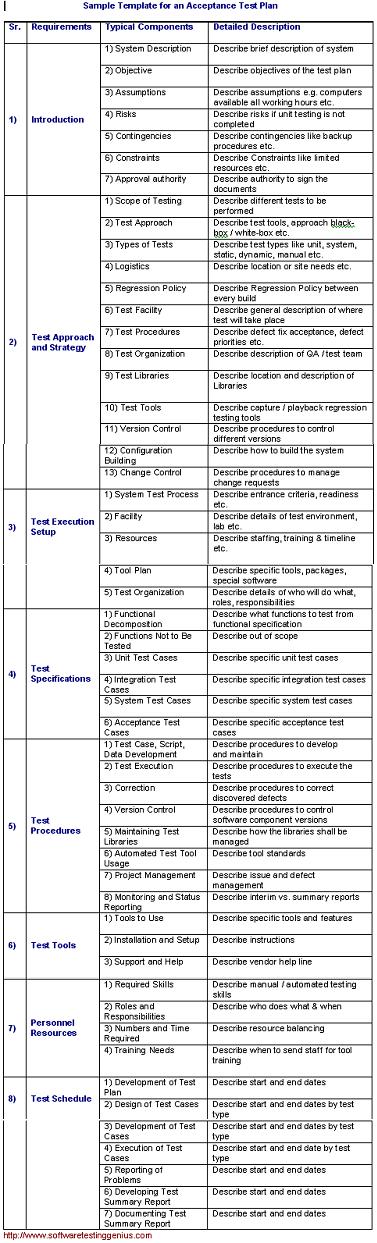 Sample Template for an Acceptance Test Plan
Sr. Requirements Typical Components Detailed Description
1) Introduction
1) System Description Describe brief description of system
2) Objective Describe objectives of the test plan
3) Assumptions Describe assumptions e.g. computers
available all working hours etc.
4) Risks Describe risks if unit testing is not
completed
5) Contingencies Describe contingencies like backup
procedures etc.
6) Constraints Describe Constraints like limited
resources etc.
7) Approval authority Describe authority to sign the
documents
2) Test Approach
and Strategy
1) Scope of Testing Describe different tests to be
performed
2) Test Approach Describe test tools, approach black-
box / white-box etc.
3) Types of Tests Describe test types like unit, system,
static, dynamic, manual etc.
4) Logistics Describe location or site needs etc.
5) Regression Policy Describe Regression Policy between
every build
6) Test Facility Describe general description of where
test will take place
7) Test Procedures Describe defect fix acceptance, defect
priorities etc.
8) Test Organization Describe description of QA / test team
9) Test Libraries Describe location and description of
Libraries
10) Test Tools Describe capture / playback regression
testing tools
11) Version Control Describe procedures to control
different versions
12) Configuration Describe how to build the system
Building
13) Change Control Describe procedures to manage
change requests
3) Test Execution
Setup
1) System Test Process Describe entrance criteria, readiness
etc.
2) Facility Describe details of test environment,
lab etc.
3) Resources Describe staffing, training & timeline
etc.
4) Tool Plan Describe specific tools, packages,
special software
5) Test Organization Describe details of who will do what,
roles, responsibilities
4) Test
Specifications
1) Functional Describe what functions to test from
Decomposition functional specification
2) Functions Not to Be Describe out of scope
Tested
3) Unit Test Cases Describe specific unit test cases
4) Integration Test Describe specific integration test cases
Cases
5) System Test Cases Describe specific system test cases
6) Acceptance Test Describe specific acceptance test
Cases cases
5) Test
Procedures
1) Test Case, Script, Describe procedures to develop
Data Development and maintain
2) Test Execution Describe procedures to execute the
tests
3) Correction Describe procedures to correct
discovered defects
4) Version Control Describe procedures to control
software component versions
5) Maintaining Test Describe how the libraries shall be
Libraries managed
6) Automated Test Tool Describe tool standards
Usage
7) Project Management Describe issue and defect
management
8) Monitoring and Status Describe interim vs. summary reports
Reporting
6) Test Tools
1) Tools to Use Describe specific tools and features
2) Installation and Setup Describe instructions
3) Support and Help Describe vendor help line
7) Personnel
Resources
1) Required Skills Describe manual / automated testing
skills
2) Roles and Describe who does what & when
Responsibilities
3) Numbers and Time Describe resource balancing
Required
4) Training Needs Describe when to send staff for tool
training
8) Test Schedule
1) Development of Test Describe start and end dates
Plan
2) Design of Test Cases Describe start and end dates by test
type
3) Development of Describe start and end dates by test
Test Cases type
4) Execution of Test Describe start and end date by test
Cases type
5) Reporting of Describe start and end dates
Problems
6) Developing Test Describe start and end dates
Summary Report
7) Documenting Test Describe start and end dates
Summary Report
http://www.softwaretestinggenius.com